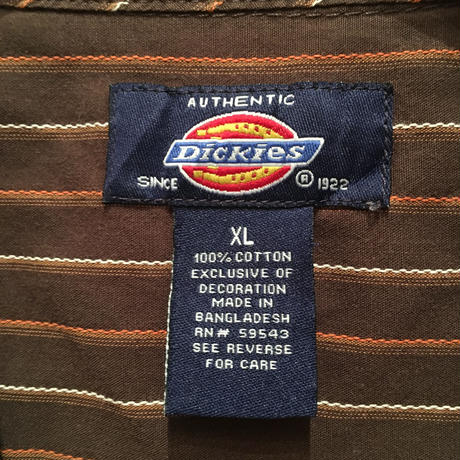 AUTHENTIC
Dickies
SINCE ® 1922
XL
100% COTTON
EXCLUSIVE OF
DECORATION
MADE IN
BANGLADESH
RN# 59543
SEE REVERSE
FOR CARE